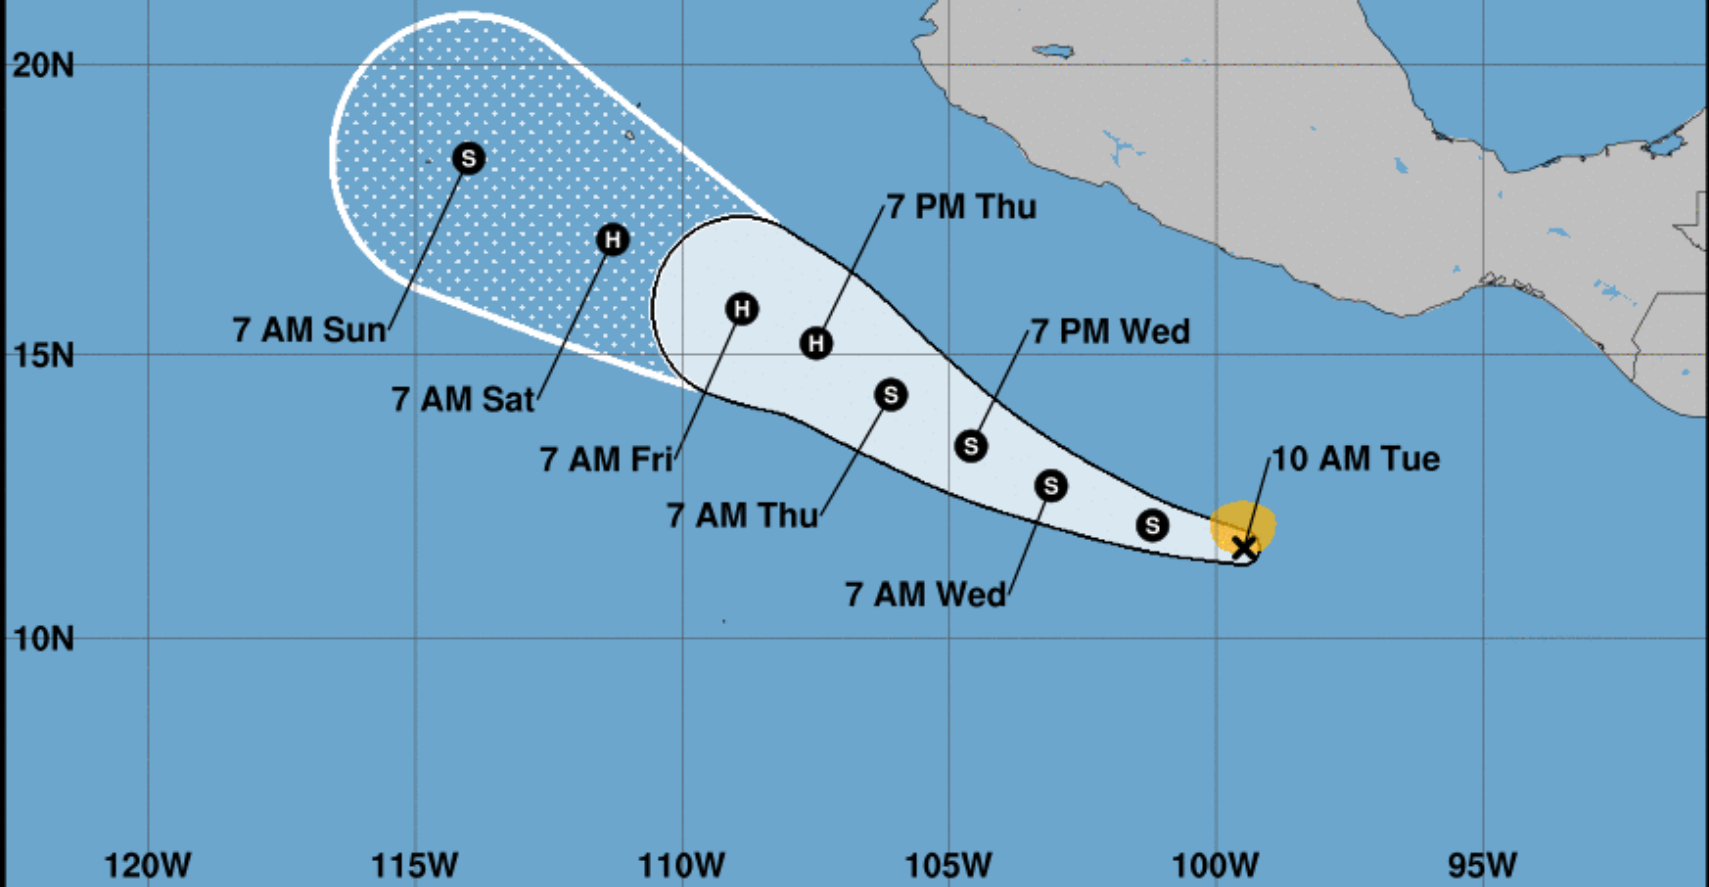 20N
7 PM Thu
S
H
7 AM Sun
H
7 PM Wed
15N
H
7 AM Sat
S
7 AM Fri
S
10 AM Tue
S
7 AM Thu
S
7 AM Wed
10N
120W
115W
110W
105W
100W
95W